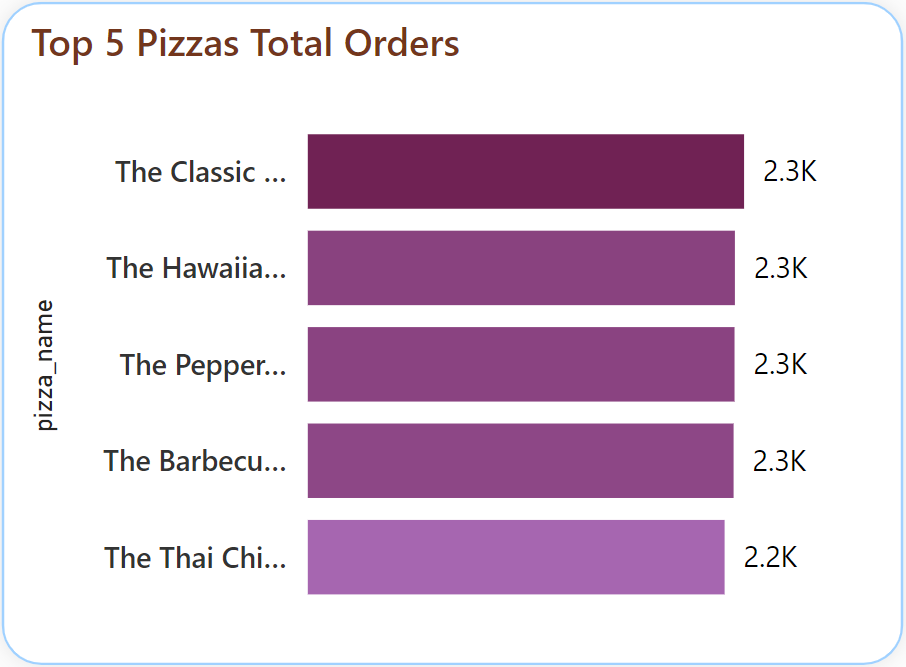 Top 5 Pizzas Total Orders
The Classic ... 2.3K
The Hawaiia... 2.3K
The Pepper... 2.3K
The Barbecu... 2.3K
The Thai Chi... 2.2K
pizza_name